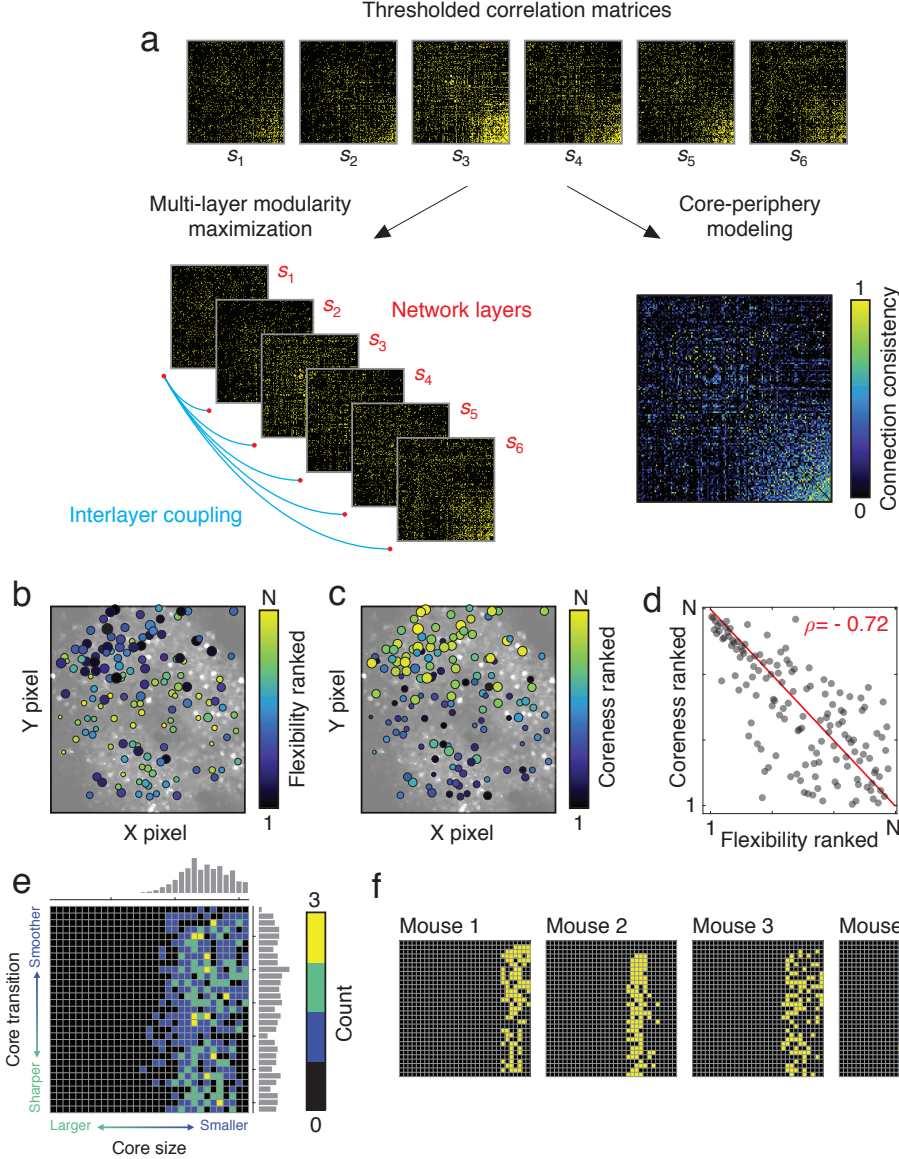 Thresholded correlation matrices
a
s1 s2 s3 s4 s5 s6
Multi-layer modularity
maximization
Core-periphery
modeling
s1
s2
Network layers
s3
s4
s5
s6
Interlayer coupling
1
Connection consistency
0
b
N
Flexibility ranked
1
Y pixel
X pixel
c
N
Coreness ranked
1
Y pixel
X pixel
d
N
ρ= - 0.72
Coreness ranked
1
1
N
Flexibility ranked
e
Core transition
Smoother
Sharper
Larger
Smaller
Core size
3
Count
0
f
Mouse 1
Mouse 2
Mouse 3
Mouse